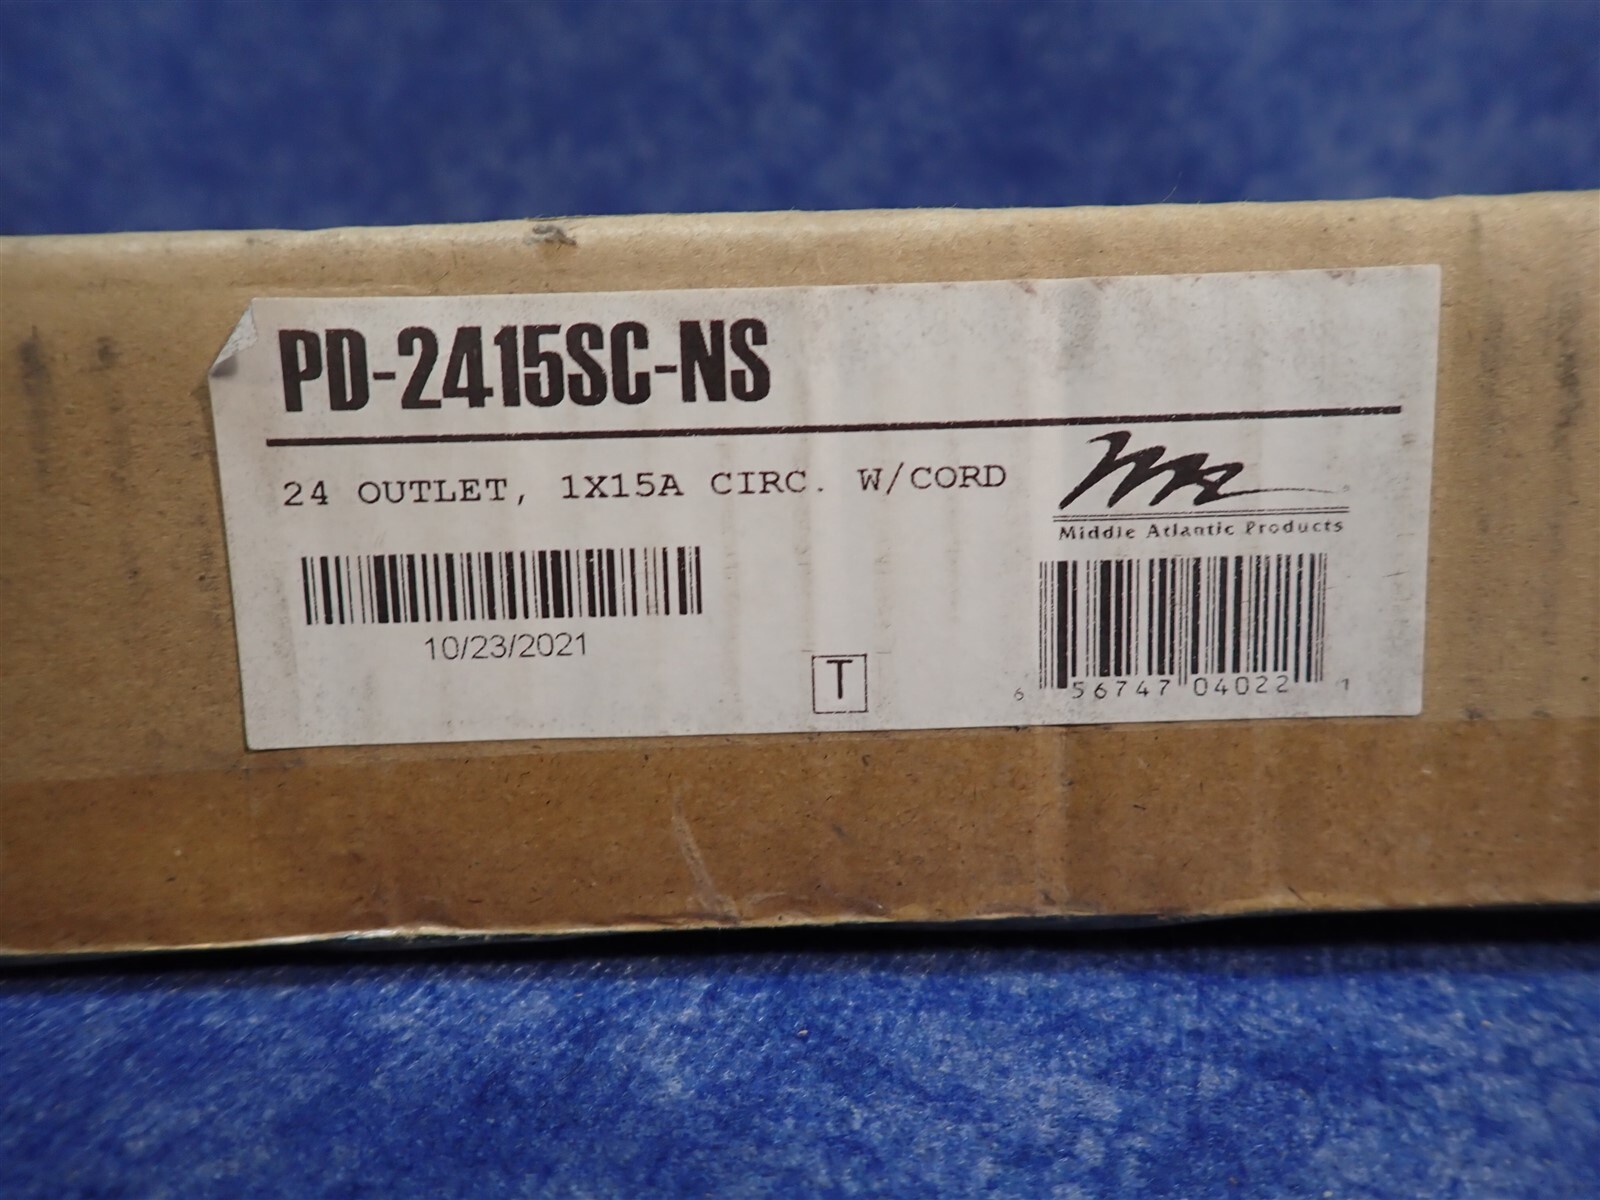 PD-2415SC-NS
24 OUTLET, 1X15A CIRC. W/CORD
Middle Atlantic Products
10/23/2021
T
6 56747 04022 1